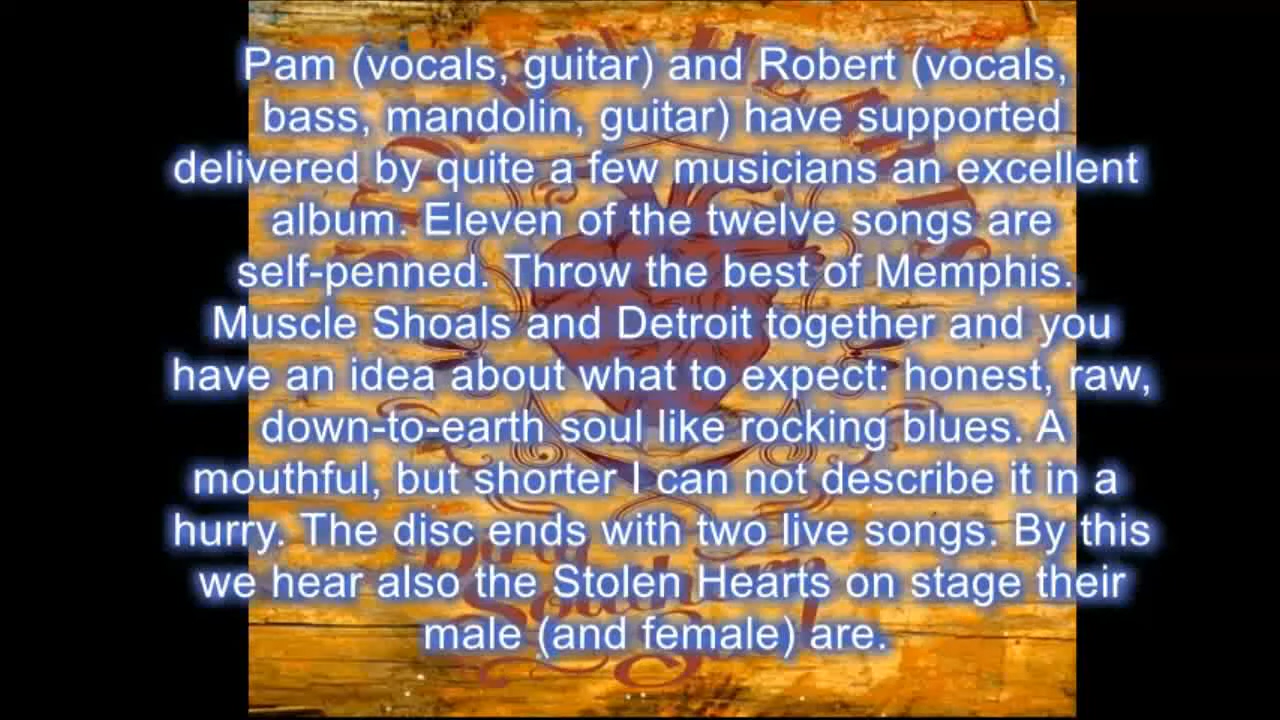 Pam (vocals, guitar) and Robert (vocals,
bass, mandolin, guitar) have supported
delivered by quite a few musicians an excellent
album. Eleven of the twelve songs are
self-penned. Throw the best of Memphis.
Muscle Shoals and Detroit together and you
have an idea about what to expect: honest, raw,
down-to-earth soul like rocking blues. A
mouthful, but shorter I can not describe it in a
hurry. The disc ends with two live songs. By this
we hear also the Stolen Hearts on stage their
male (and female) are.